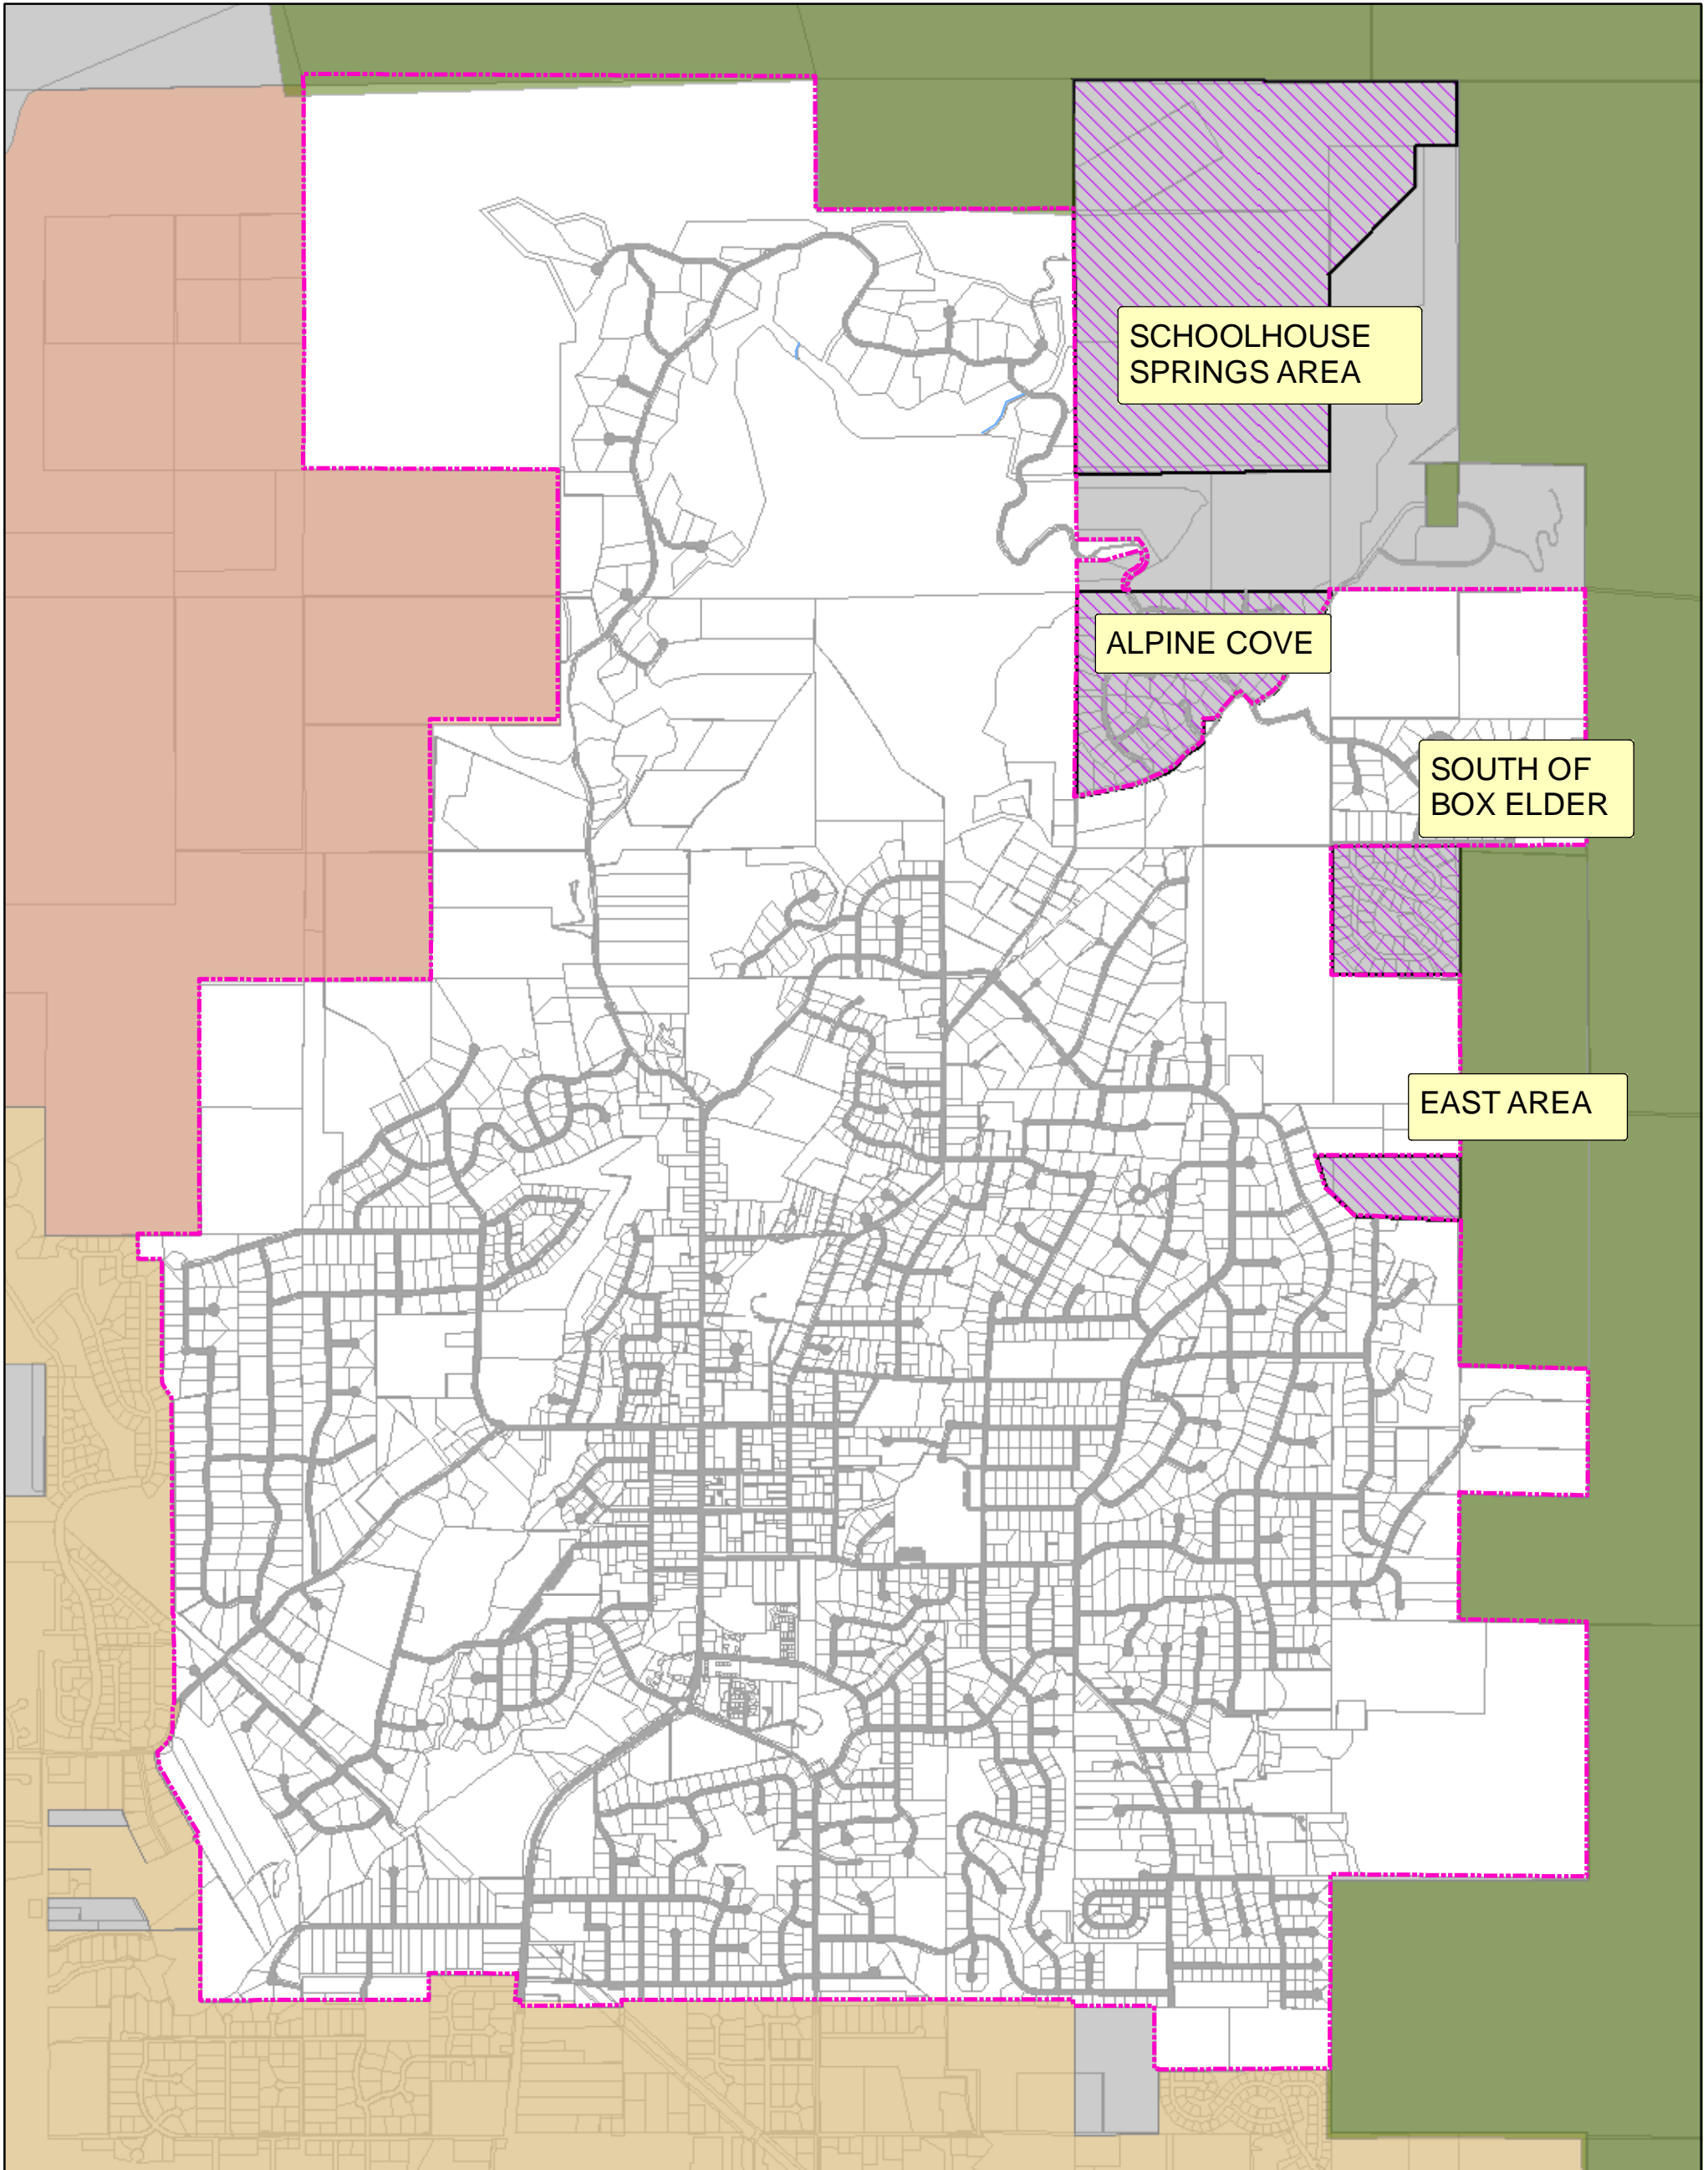 SCHOOLHOUSE
SPRINGS AREA
ALPINE COVE
SOUTH OF
BOX ELDER
EAST AREA